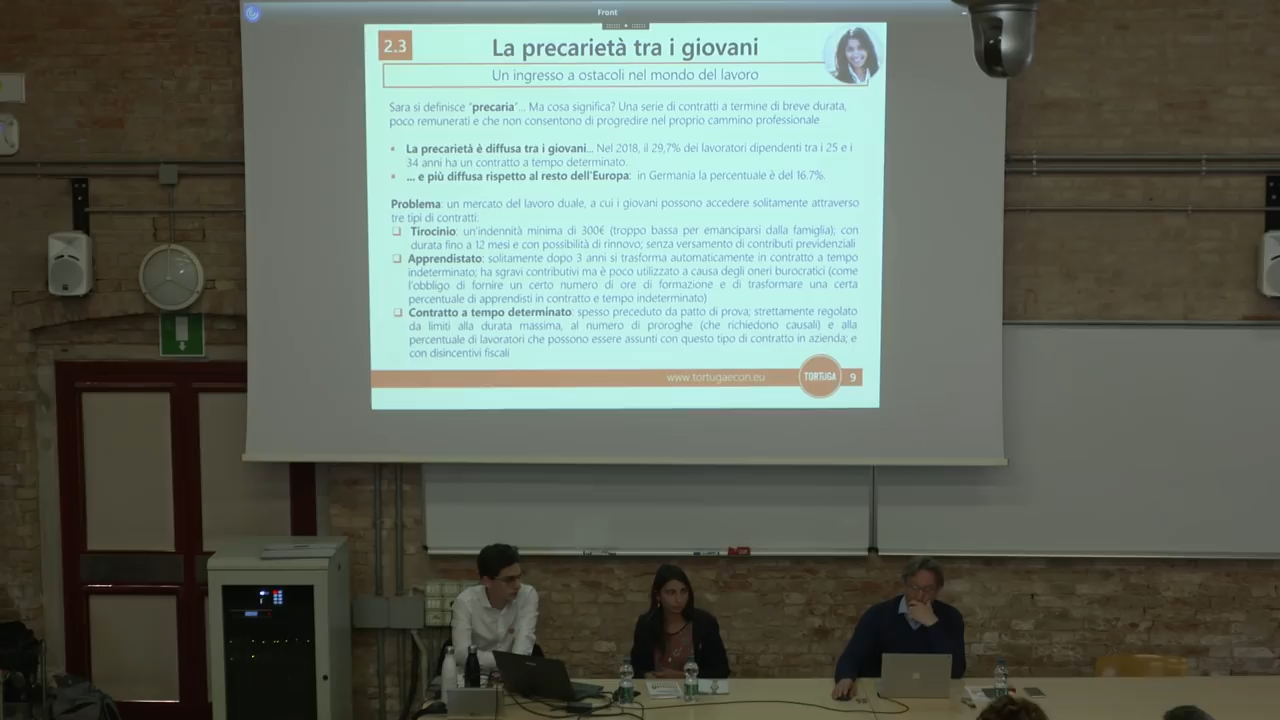 Front
2.3
La precarietà tra i giovani
Un ingresso a ostacoli nel mondo del lavoro
Sara si definisce "precaria"... Ma cosa significa? Una serie di contratti a termine di breve durata,
poco remunerati e che non consentono di progredire nel proprio cammino professionale
La precarietà è diffusa tra i giovani... Nel 2018, il 29,7% dei lavoratori dipendenti tra i 25 e i
34 anni ha un contratto a tempo determinato.
... e più diffusa rispetto al resto dell'Europa: in Germania la percentuale è del 16.7%.
Problema: un mercato del lavoro duale, a cui i giovani possono accedere solitamente attraverso
tre tipi di contratti:
Tirocinio: un'indennità minima di 300€ (troppo bassa per emanciparsi dalla famiglia); con
durata fino a 12 mesi e con possibilità di rinnovo; senza versamento di contributi previdenziali
Apprendistato: solitamente dopo 3 anni si trasforma automaticamente in contratto a tempo
indeterminato; ha sgravi contributivi ma è poco utilizzato a causa degli oneri burocratici (come
l'obbligo di fornire un certo numero di ore di formazione e di trasformare una certa
percentuale di apprendisti in contratto e tempo indeterminato)
Contratto a tempo determinato: spesso preceduto da patto di prova; strettamente regolato
da limiti alla durata massima, al numero di proroghe (che richiedono causali) e alla
percentuale di lavoratori che possono essere assunti con questo tipo di contratto in azienda; e
con disincentivi fiscali
www.tortugaecon.eu
TORTUGA
9